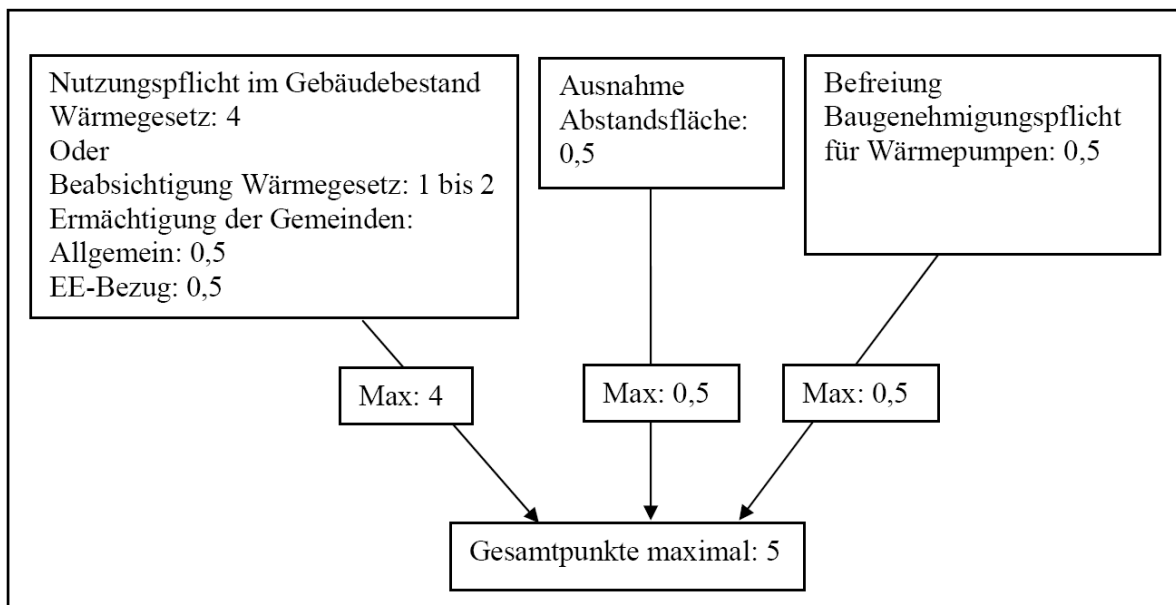 Nutzungspflicht im Gebäudebestand
Wärmegesetz: 4
Oder
Beabsichtigung Wärmegesetz: 1 bis 2
Ermächtigung der Gemeinden:
Allgemein: 0,5
EE-Bezug: 0,5
Ausnahme
Abstandsfläche:
0,5
Befreiung
Baugenehmigungspflicht
für Wärmepumpen: 0,5
Max: 4
Max: 0,5
Max: 0,5
Gesamtpunkte maximal: 5